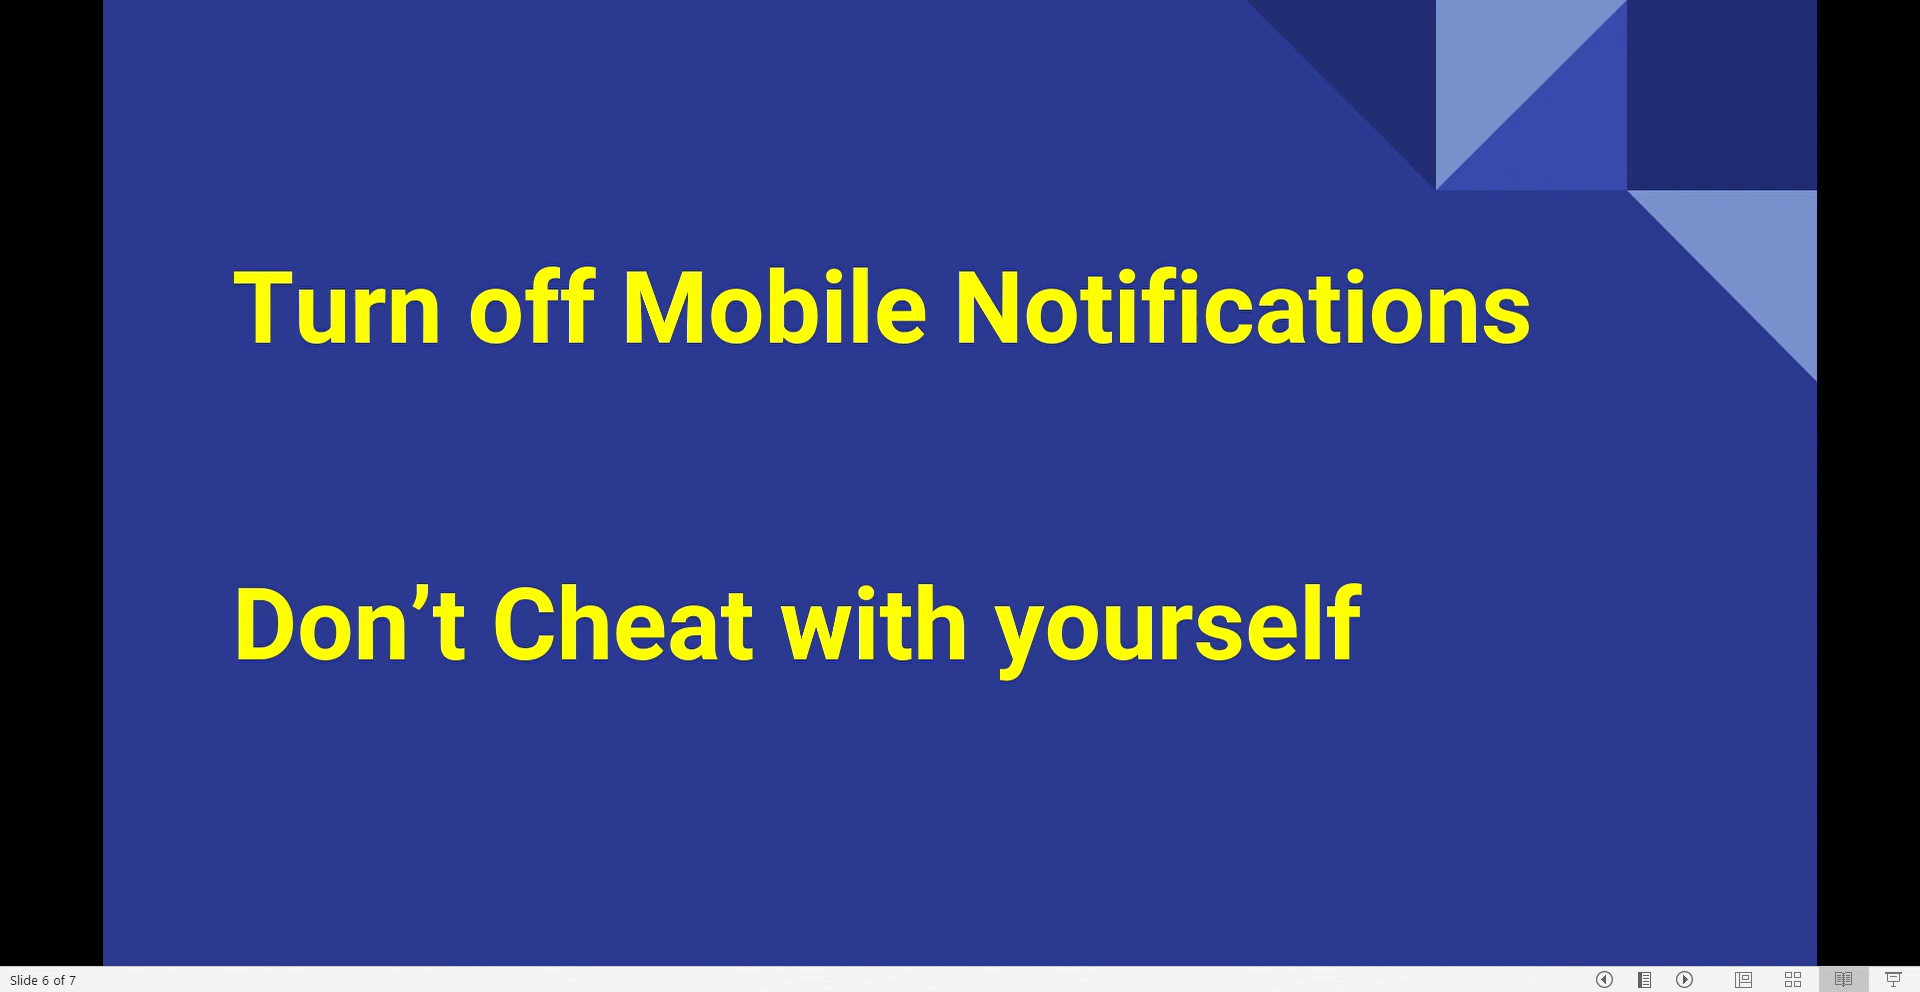 Turn off Mobile Notifications
Don’t Cheat with yourself
Slide 6 of 7